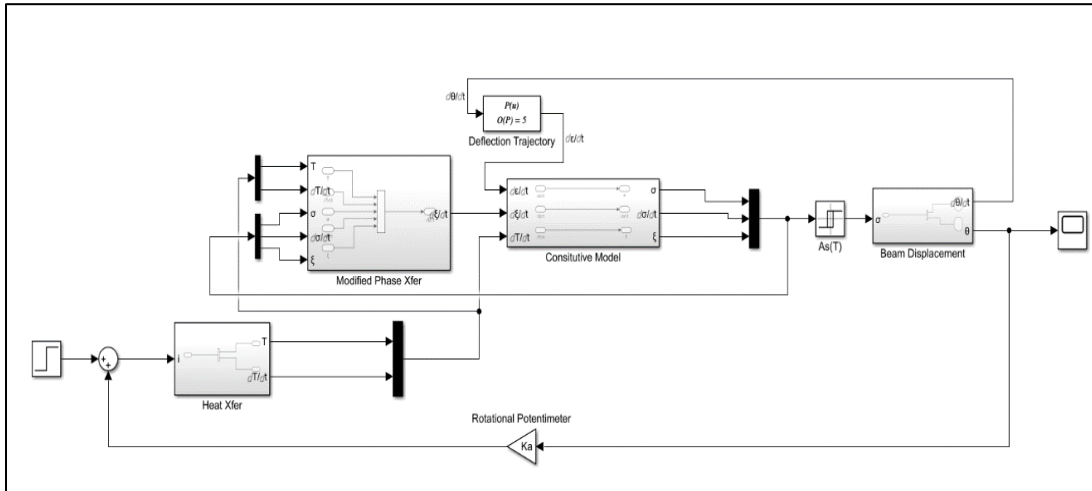 dθ/dt
P(u)
O(P) = 5
Deflection Trajectory
dε/dt
T
dT/dt
σ
dσ/dt
ξ
dξ/dt
Modified Phase Xfer
dε/dt
dξ/dt
dT/dt
σ
dσ/dt
ξ
Consitutive Model
As(T)
σ
dθ/dt
θ
Beam Displacement
i
T
dT/dt
Heat Xfer
+
+
Rotational Potentimeter
Ka